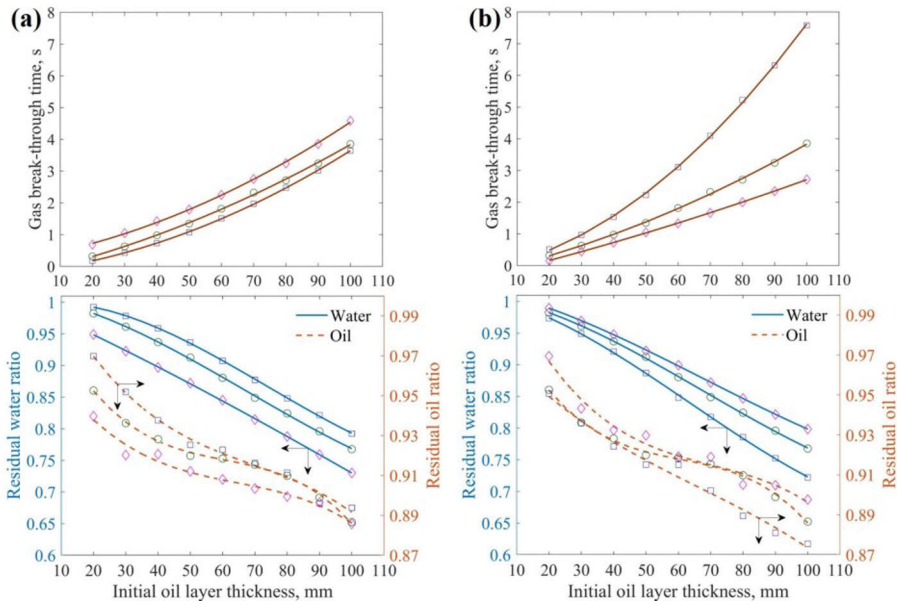 (a)
Gas break-through time, s
8
7
6
5
4
3
2
1
0
10 20 30 40 50 60 70 80 90 100 110
(b)
Gas break-through time, s
8
7
6
5
4
3
2
1
0
10 20 30 40 50 60 70 80 90 100 110
Residual water ratio
1
0.95
0.9
0.85
0.8
0.75
0.7
0.65
0.6
Water
Oil
0.99
0.97
0.95
0.93
0.91
0.89
0.87
Residual oil ratio
10 20 30 40 50 60 70 80 90 100 110
Initial oil layer thickness, mm
Residual water ratio
1
0.95
0.9
0.85
0.8
0.75
0.7
0.65
0.6
Water
Oil
0.99
0.97
0.95
0.93
0.91
0.89
0.87
Residual oil ratio
10 20 30 40 50 60 70 80 90 100 110
Initial oil layer thickness, mm